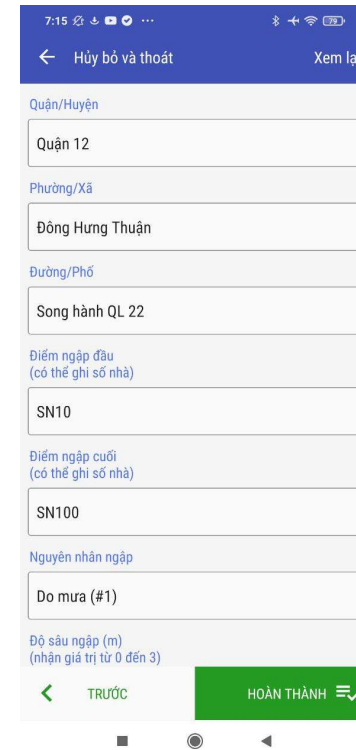 7:15 79
Hủy bỏ và thoát Xem lạ
Quận/Huyện
Quận 12
Phường/Xã
Đông Hưng Thuận
Đường/Phố
Song hành QL 22
Điểm ngập đầu
(có thể ghi số nhà)
SN10
Điểm ngập cuối
(có thể ghi số nhà)
SN100
Nguyên nhân ngập
Do mưa (#1)
Độ sâu ngập (m)
(nhận giá trị từ 0 đến 3)
TRƯỚC HOÀN THÀNH